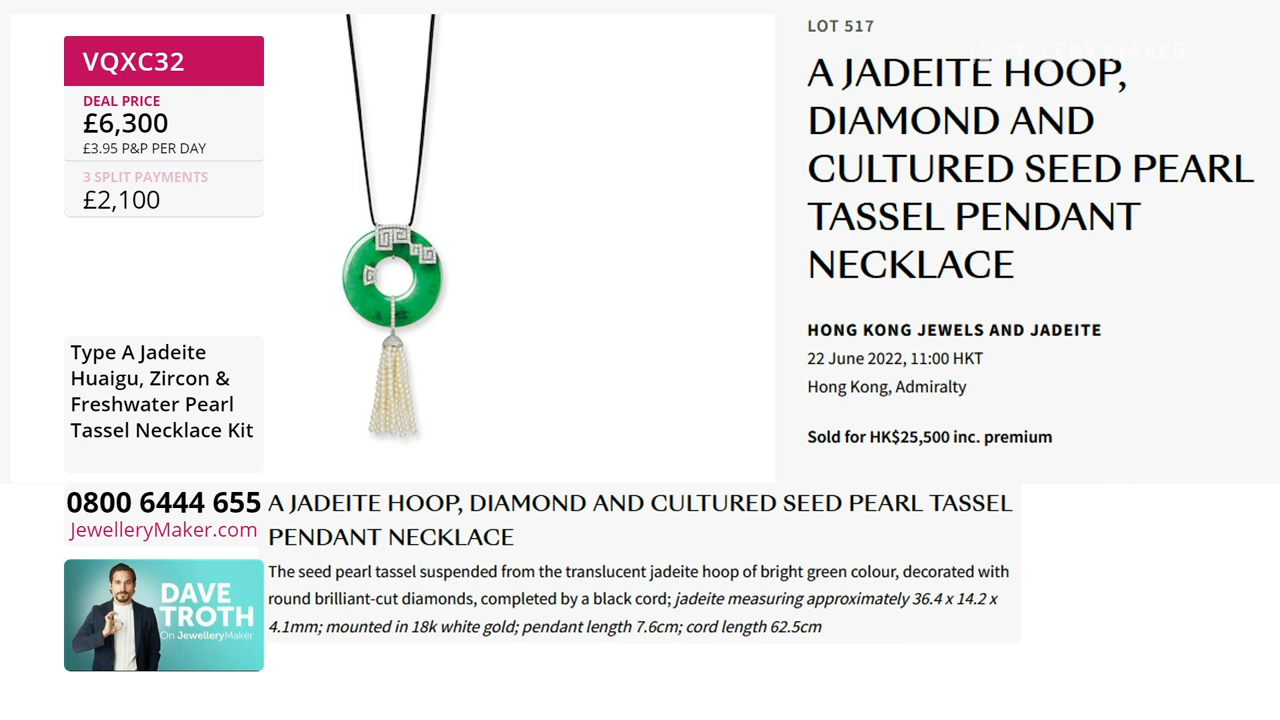 VQXC32
DEAL PRICE
£6,300
£3.95 P&P PER DAY
3 SPLIT PAYMENTS
£2,100
Type A Jadeite
Huaigu, Zircon &
Freshwater Pearl
Tassel Necklace Kit
0800 6444 655
JewelleryMaker.com
DAVE
TROTH
On JewelleryMaker
JEWELLERY MAKER
LOT 517
A JADEITE HOOP,
DIAMOND AND
CULTURED SEED PEARL
TASSEL PENDANT
NECKLACE
HONG KONG JEWELS AND JADEITE
22 June 2022, 11:00 HKT
Hong Kong, Admiralty
Sold for HK$25,500 inc. premium
A JADEITE HOOP, DIAMOND AND CULTURED SEED PEARL TASSEL
PENDANT NECKLACE
The seed pearl tassel suspended from the translucent jadeite hoop of bright green colour, decorated with
round brilliant-cut diamonds, completed by a black cord; jadeite measuring approximately 36.4 x 14.2 x
4.1mm; mounted in 18k white gold; pendant length 7.6cm; cord length 62.5cm